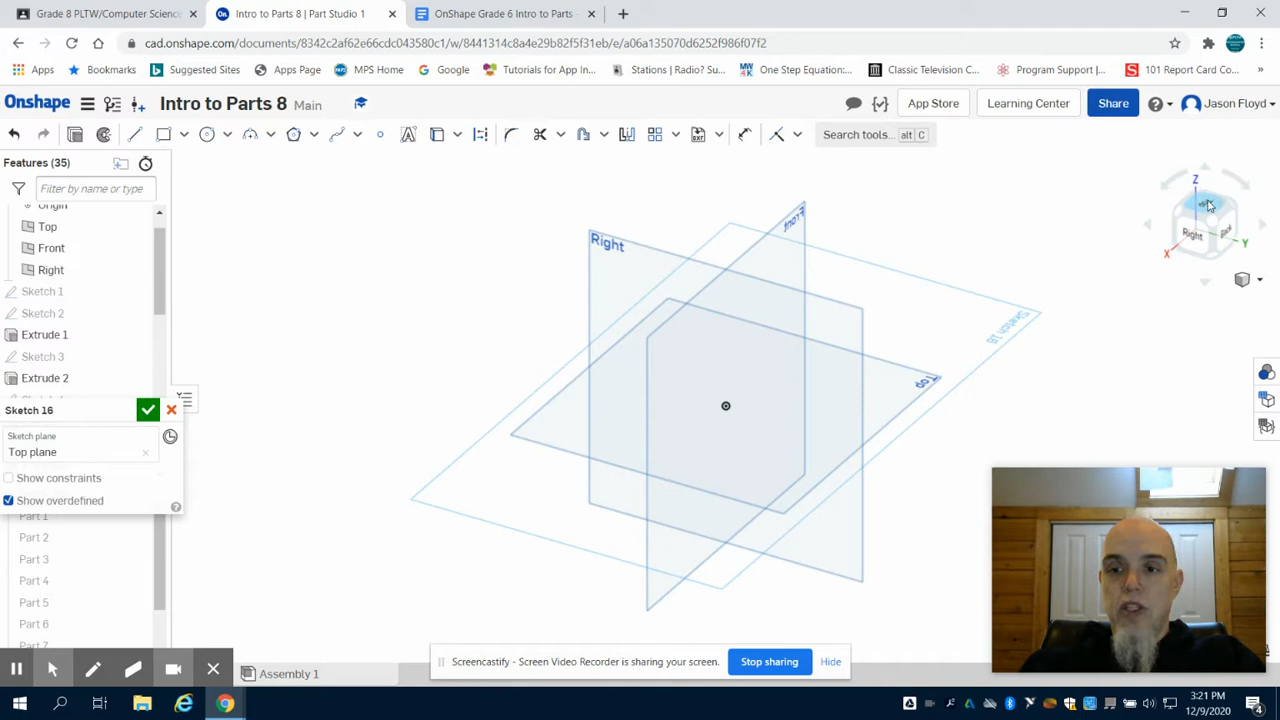 Grade 8 PLTW/Computer Science
Intro to Parts 8 | Part Studio 1
OnShape Grade 6 Intro to Parts -
cad.onshape.com/documents/8342c2af62e66cdc043580c1/w/8441314c8a4e29b82f5f31eb/e/a06a135070d6252f986f07f2
Apps
Bookmarks
Suggested Sites
Apps Page
MPS Home
Google
Tutorials for App In...
Stations | Radio? Su...
One Step Equation:...
Classic Television C...
Program Support |...
101 Report Card Co...
Onshape
Intro to Parts 8
Main
App Store
Learning Center
Share
Jason Floyd
Search tools...
alt
C
Features (35)
Filter by name or type
Origin
Top
Front
Right
Sketch 1
Sketch 2
Extrude 1
Sketch 3
Extrude 2
Sketch 16
Sketch plane
Top plane
Show constraints
Show overdefined
Part 1
Part 2
Part 3
Part 4
Part 5
Part 6
Part 7
Right
Front
Top
Sketch 16
Z
Right
Back
X
Y
Assembly 1
Screencastify - Screen Video Recorder is sharing your screen.
Stop sharing
Hide
3:21 PM
12/9/2020
4